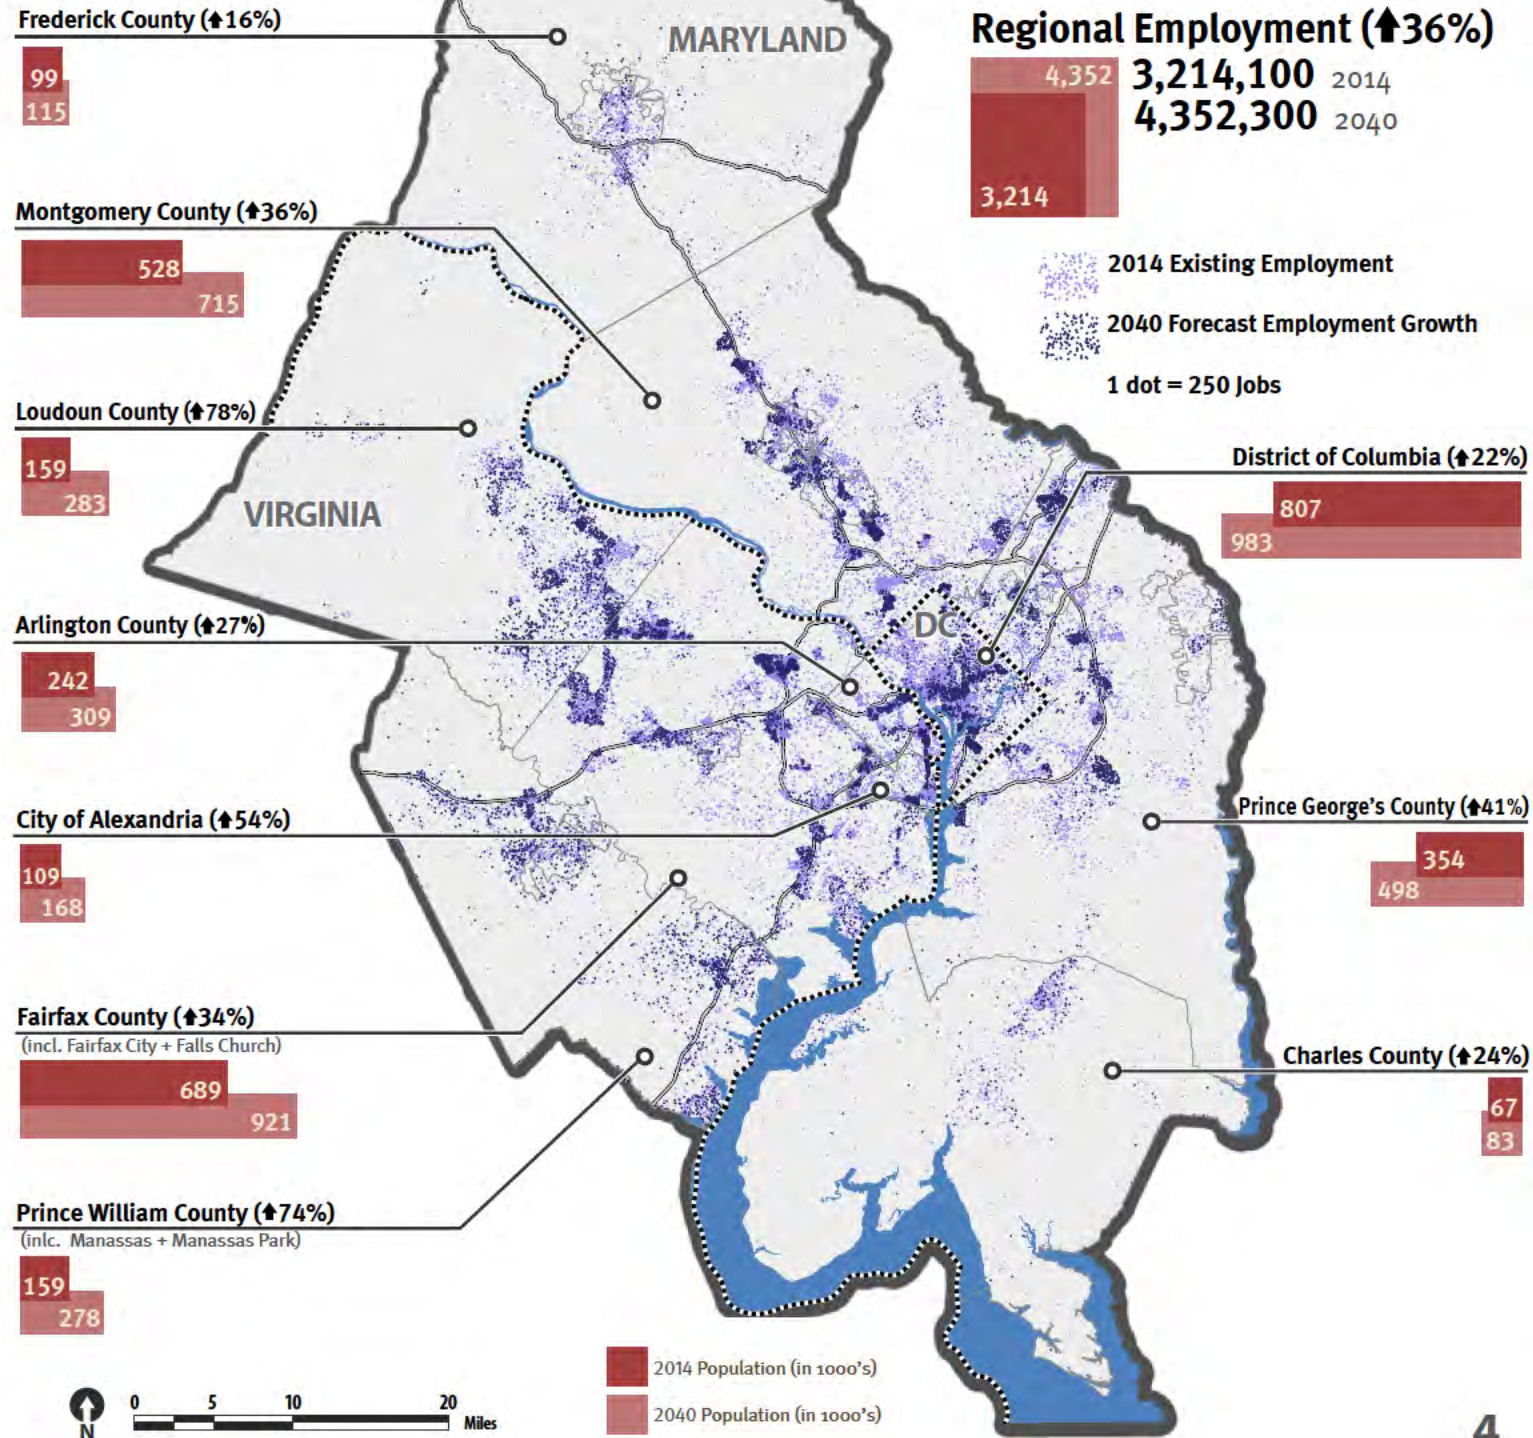 Frederick County (⬆16%)
99
115
MARYLAND
Regional Employment (⬆36%)
4,352
3,214
3,214,100 2014
4,352,300 2040
2014 Existing Employment
2040 Forecast Employment Growth
1 dot = 250 Jobs
Montgomery County (⬆36%)
528
715
Loudoun County (⬆78%)
159
283
VIRGINIA
District of Columbia (⬆22%)
807
983
Arlington County (⬆27%)
242
309
DC
City of Alexandria (⬆54%)
109
168
Prince George's County (⬆41%)
354
498
Fairfax County (⬆34%)
(incl. Fairfax City + Falls Church)
689
921
Charles County (⬆24%)
67
83
Prince William County (⬆74%)
(inlc. Manassas + Manassas Park)
159
278
2014 Population (in 1000's)
2040 Population (in 1000's)
N
0 5 10 20
Miles
4